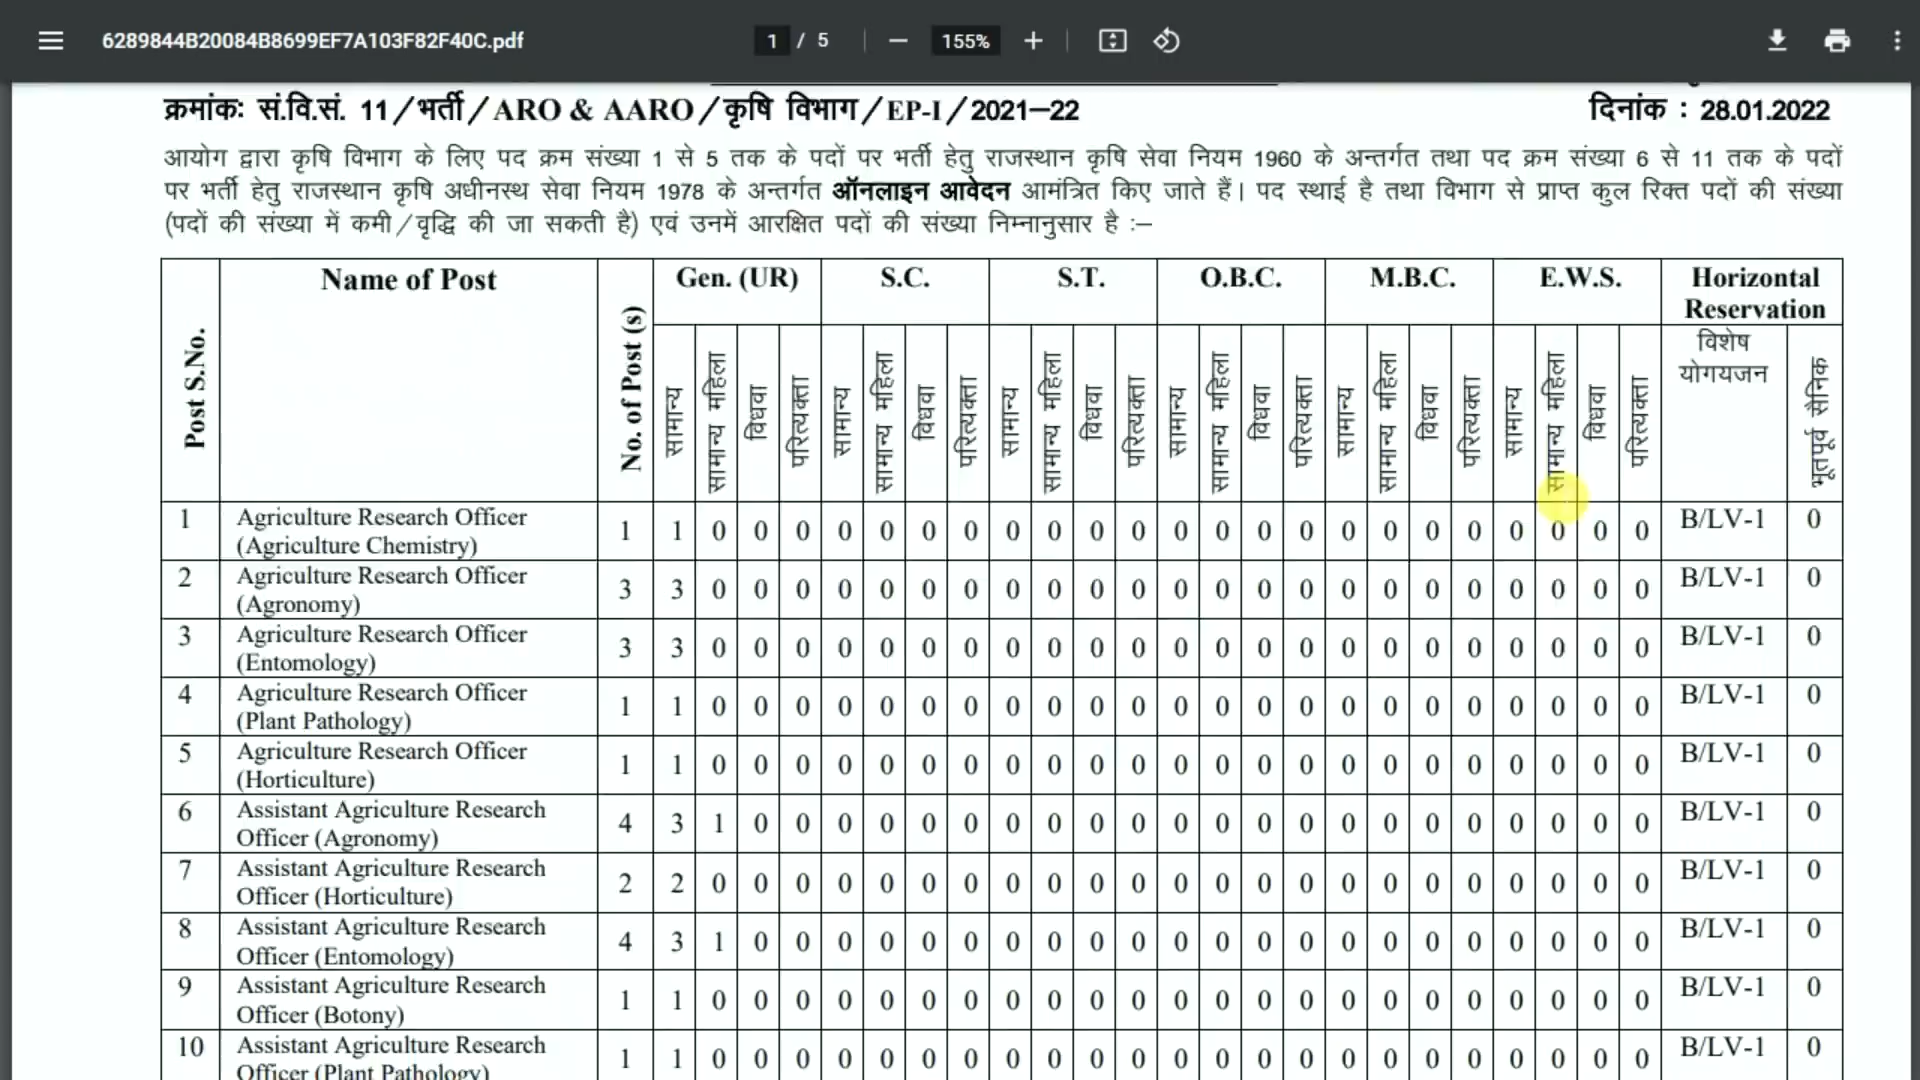 6289844B20084B8699EF7A103F82F40C.pdf
1 / 5
155%
क्रमांकः सं.वि.सं. 11/भर्ती/ARO & AARO/कृषि विभाग/EP-I/2021–22 दिनांक : 28.01.2022
आयोग द्वारा कृषि विभाग के लिए पद क्रम संख्या 1 से 5 तक के पदों पर भर्ती हेतु राजस्थान कृषि सेवा नियम 1960 के अन्तर्गत तथा पद क्रम संख्या 6 से 11 तक के पदों
पर भर्ती हेतु राजस्थान कृषि अधीनस्थ सेवा नियम 1978 के अन्तर्गत ऑनलाइन आवेदन आमंत्रित किए जाते हैं। पद स्थाई है तथा विभाग से प्राप्त कुल रिक्त पदों की संख्या
(पदों की संख्या में कमी/वृद्धि की जा सकती है) एवं उनमें आरक्षित पदों की संख्या निम्नानुसार है :–
Post S.No. Name of Post No. of Post (s) Gen. (UR) S.C. S.T. O.B.C. M.B.C. E.W.S. Horizontal
Reservation
सामान्य सामान्य महिला विधवा परित्यक्ता सामान्य सामान्य महिला विधवा परित्यक्ता सामान्य सामान्य महिला विधवा परित्यक्ता सामान्य सामान्य महिला विधवा परित्यक्ता सामान्य सामान्य महिला विधवा परित्यक्ता सामान्य सामान्य महिला विधवा परित्यक्ता विशेष
योगयजन भूतपूर्व सैनिक
1 Agriculture Research Officer
(Agriculture Chemistry) 1 1 0 0 0 0 0 0 0 0 0 0 0 0 0 0 0 0 0 0 0 0 0 0 0 B/LV-1 0
2 Agriculture Research Officer
(Agronomy) 3 3 0 0 0 0 0 0 0 0 0 0 0 0 0 0 0 0 0 0 0 0 0 0 0 B/LV-1 0
3 Agriculture Research Officer
(Entomology) 3 3 0 0 0 0 0 0 0 0 0 0 0 0 0 0 0 0 0 0 0 0 0 0 0 B/LV-1 0
4 Agriculture Research Officer
(Plant Pathology) 1 1 0 0 0 0 0 0 0 0 0 0 0 0 0 0 0 0 0 0 0 0 0 0 0 B/LV-1 0
5 Agriculture Research Officer
(Horticulture) 1 1 0 0 0 0 0 0 0 0 0 0 0 0 0 0 0 0 0 0 0 0 0 0 0 B/LV-1 0
6 Assistant Agriculture Research
Officer (Agronomy) 4 3 1 0 0 0 0 0 0 0 0 0 0 0 0 0 0 0 0 0 0 0 0 0 0 B/LV-1 0
7 Assistant Agriculture Research
Officer (Horticulture) 2 2 0 0 0 0 0 0 0 0 0 0 0 0 0 0 0 0 0 0 0 0 0 0 0 B/LV-1 0
8 Assistant Agriculture Research
Officer (Entomology) 4 3 1 0 0 0 0 0 0 0 0 0 0 0 0 0 0 0 0 0 0 0 0 0 0 B/LV-1 0
9 Assistant Agriculture Research
Officer (Botony) 1 1 0 0 0 0 0 0 0 0 0 0 0 0 0 0 0 0 0 0 0 0 0 0 0 B/LV-1 0
10 Assistant Agriculture Research
Officer (Plant Pathology) 1 1 0 0 0 0 0 0 0 0 0 0 0 0 0 0 0 0 0 0 0 0 0 0 0 B/LV-1 0